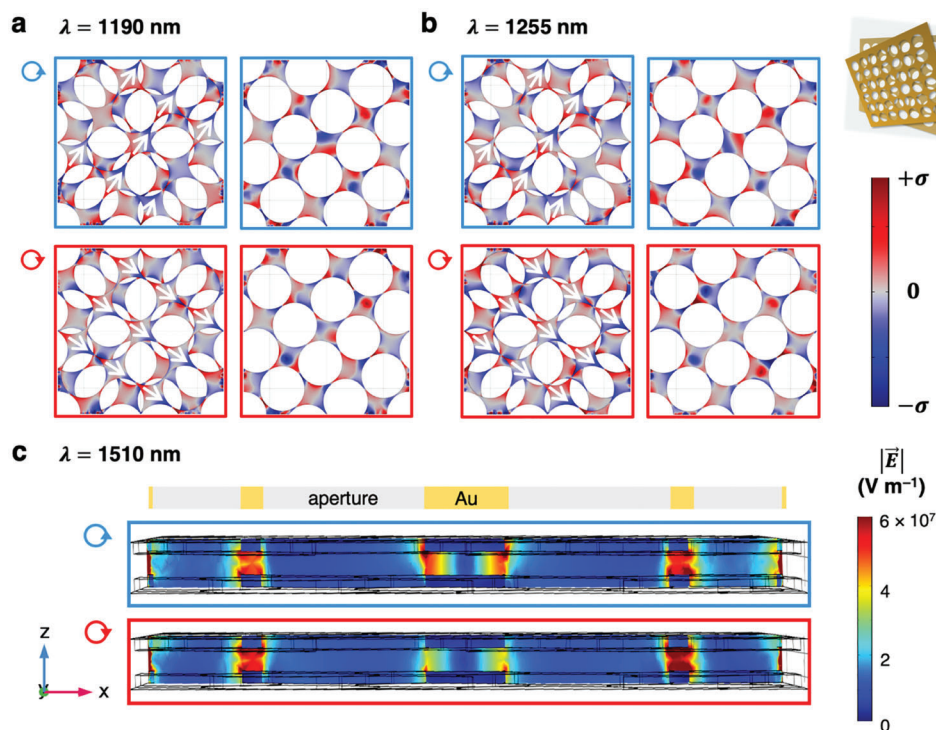 a λ = 1190 nm
b λ = 1255 nm
+σ
0
−σ
c λ = 1510 nm
|E⃗|
(V m⁻¹)
aperture
Au
6 × 10⁷
4
2
0
z
y
x